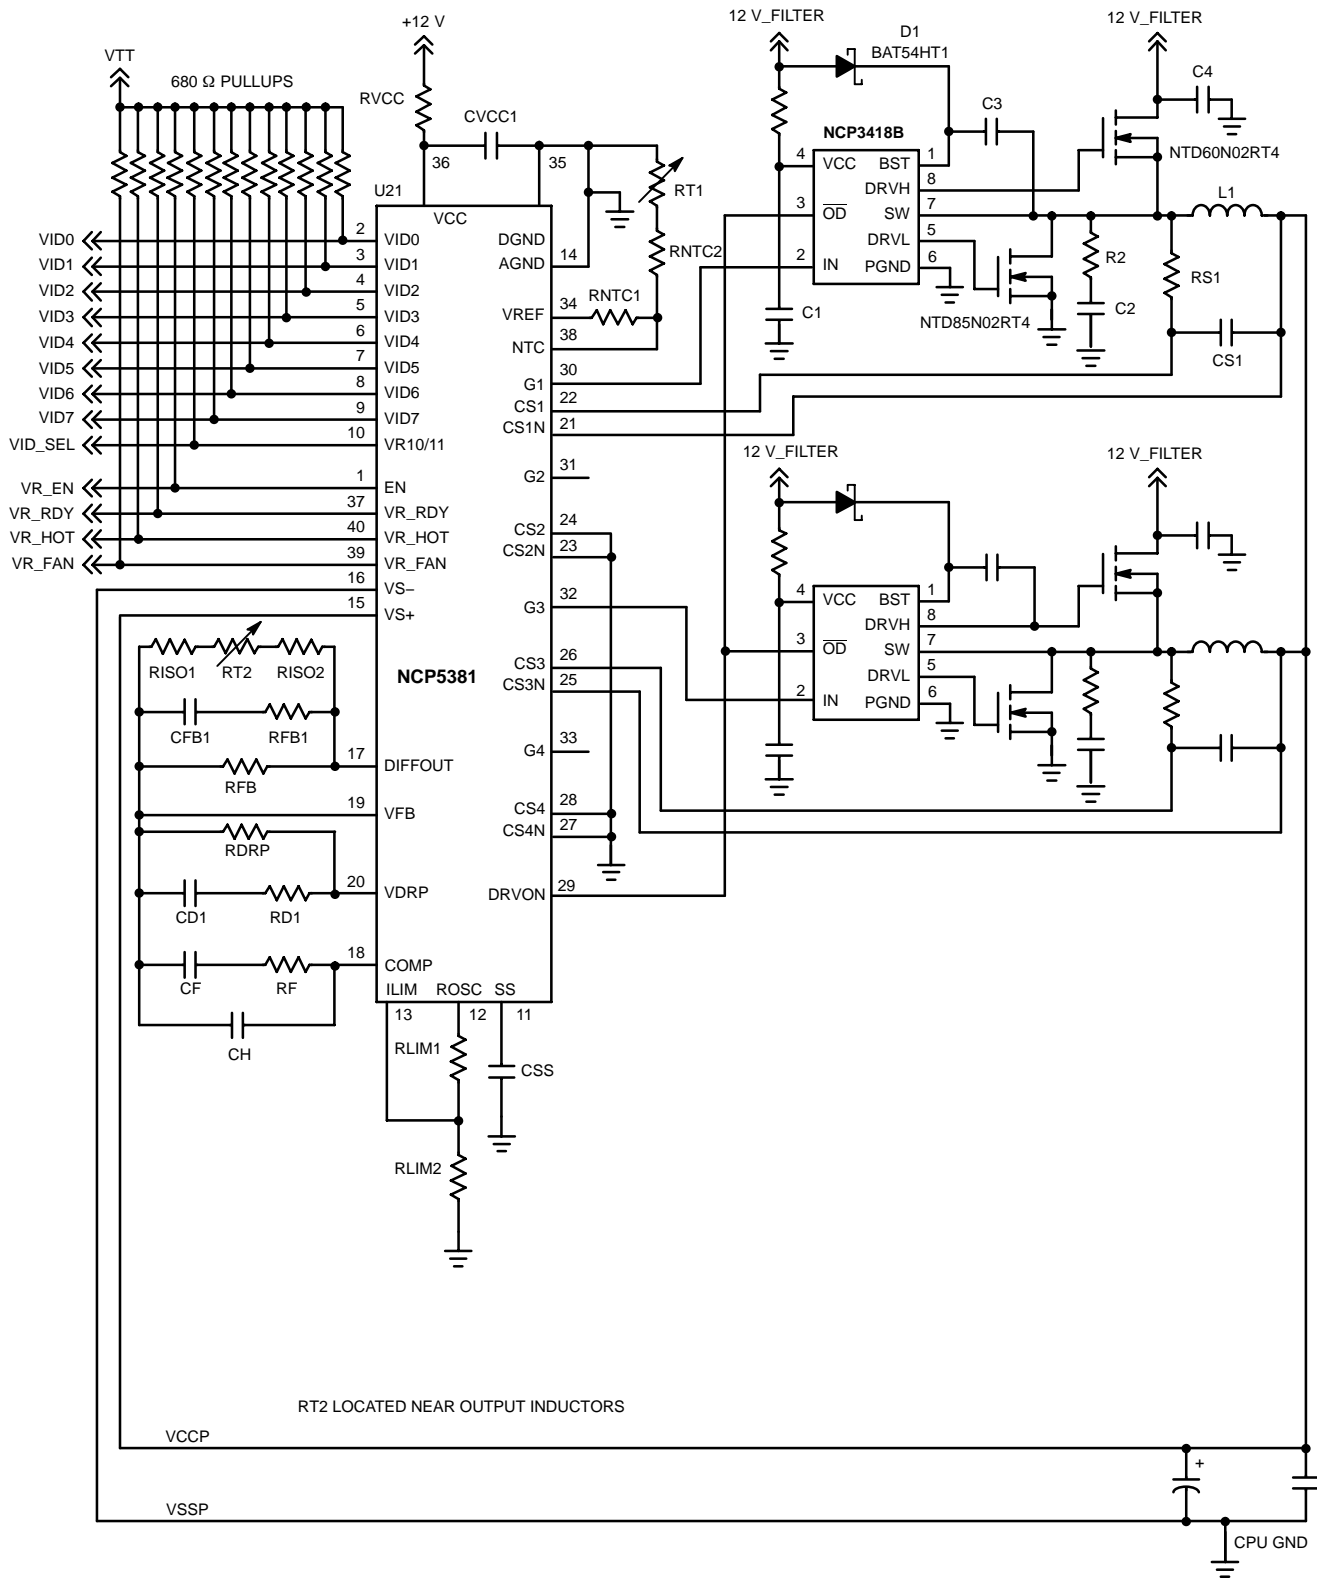 +12 V
12 V_FILTER
D1
BAT54HT1
12 V_FILTER
VTT
680 Ω PULLUPS
RVCC
CVCC1
C3
C4
NCP3418B
NTD60N02RT4
36
35
RT1
U21
VCC
4
VCC
BST
1
DRVH
8
3
OD
SW
7
L1
DRVL
5
2
IN
PGND
6
R2
RS1
C1
NTD85N02RT4
C2
CS1
VID0
2
VID0
DGND
VID1
3
VID1
AGND
14
RNTC2
VID2
4
VID2
RNTC1
VID3
5
VID3
VREF
34
VID4
6
VID4
NTC
38
VID5
7
VID5
G1
30
VID6
8
VID6
CS1
22
VID7
9
VID7
CS1N
21
VID_SEL
10
VR10/11
12 V_FILTER
12 V_FILTER
G2
31
VR_EN
1
EN
VR_RDY
37
VR_RDY
CS2
24
VR_HOT
40
VR_HOT
CS2N
23
VR_FAN
39
VR_FAN
16
VS−
G3
32
15
VS+
4
VCC
BST
1
DRVH
8
3
OD
SW
7
DRVL
5
2
IN
PGND
6
RISO1
RT2
RISO2
NCP5381
CS3
26
CS3N
25
CFB1
RFB1
G4
33
17
DIFFOUT
RFB
19
VFB
CS4
28
CS4N
27
RDRP
20
VDRP
DRVON
29
CD1
RD1
18
COMP
CF
RF
ILIM
ROSC
SS
13
12
11
CH
RLIM1
CSS
RLIM2
RT2 LOCATED NEAR OUTPUT INDUCTORS
VCCP
+
VSSP
CPU GND